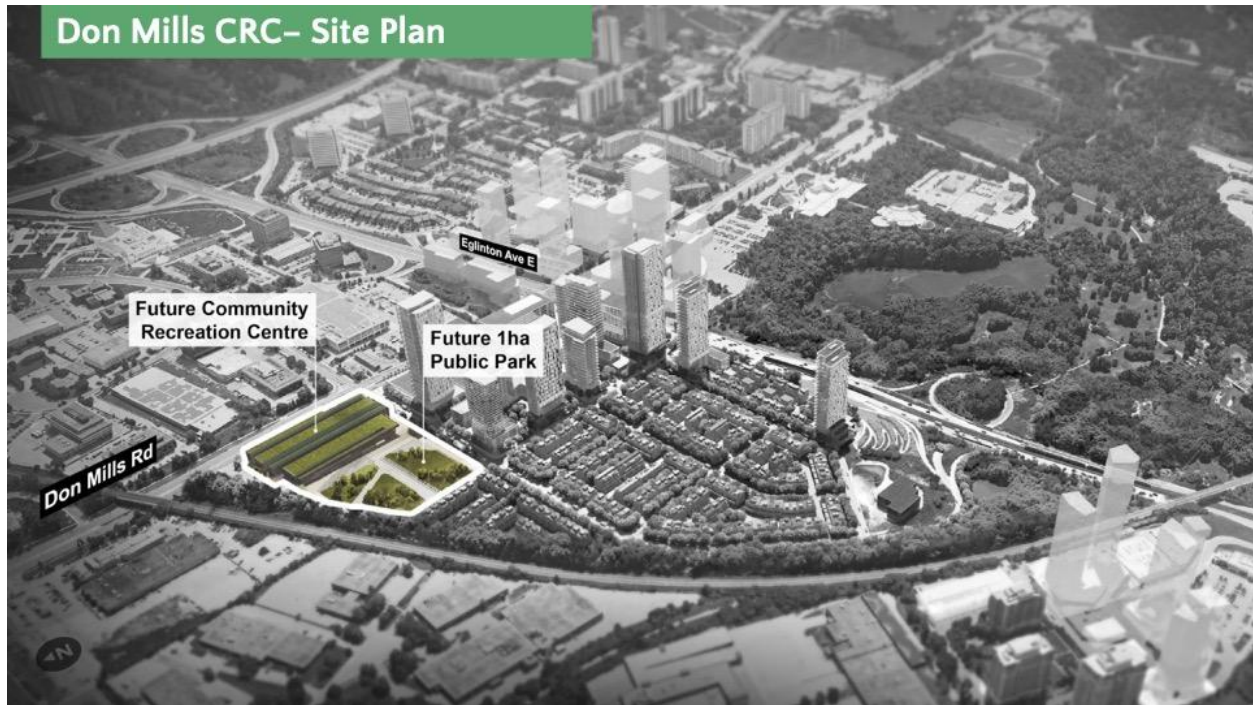 Don Mills CRC– Site Plan
Eglinton Ave E
Future Community
Recreation Centre
Future 1ha
Public Park
Don Mills Rd
N